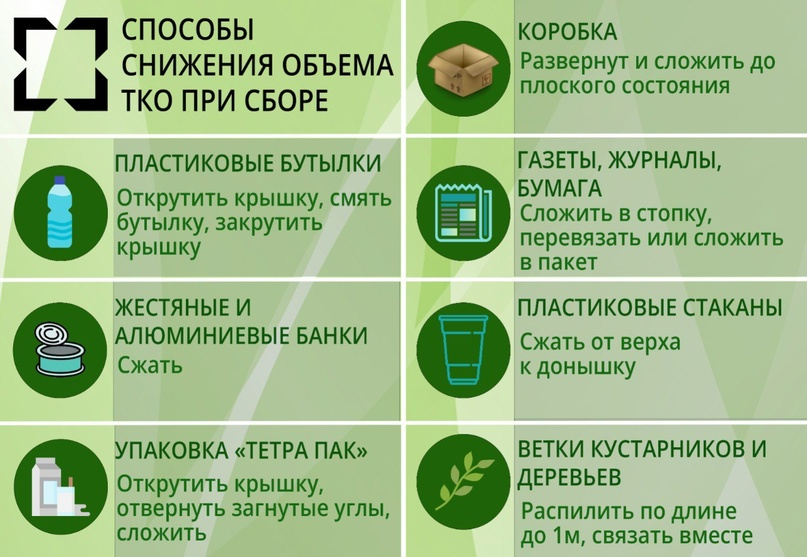 СПОСОБЫ
СНИЖЕНИЯ ОБЪЕМА
ТКО ПРИ СБОРЕ
КОРОБКА
Развернут и сложить до
плоского состояния
ПЛАСТИКОВЫЕ БУТЫЛКИ
Открутить крышку, смять
бутылку, закрутить
крышку
ГАЗЕТЫ, ЖУРНАЛЫ,
БУМАГА
Сложить в стопку,
перевязать или сложить
в пакет
ЖЕСТЯНЫЕ И
АЛЮМИНИЕВЫЕ БАНКИ
Сжать
ПЛАСТИКОВЫЕ СТАКАНЫ
Сжать от верха
к донышку
УПАКОВКА «ТЕТРА ПАК»
Открутить крышку,
отвернуть загнутые углы,
сложить
ВЕТКИ КУСТАРНИКОВ И
ДЕРЕВЬЕВ
Распилить по длине
до 1м, связать вместе